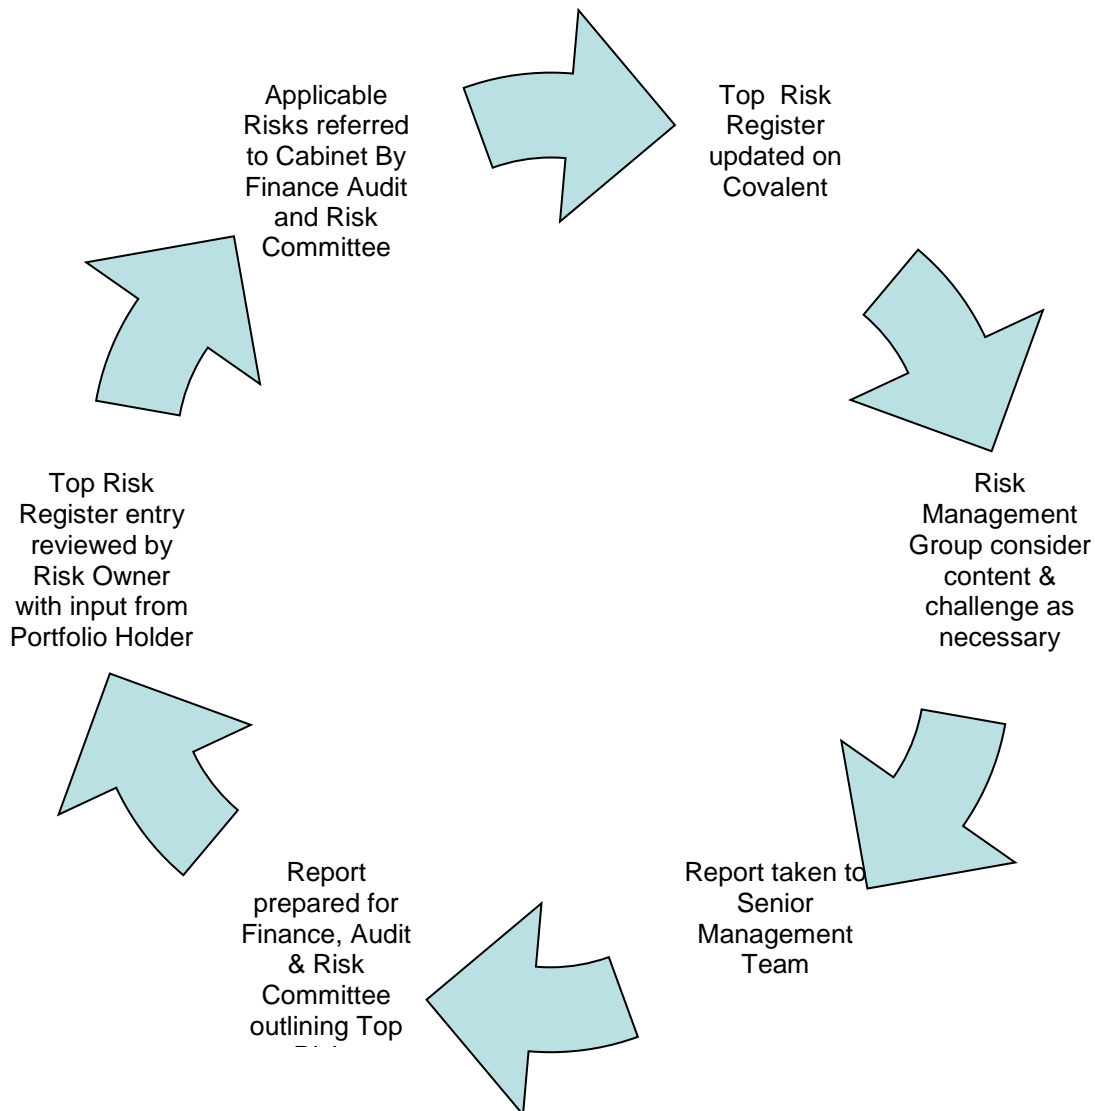 Applicable
Risks referred
to Cabinet By
Finance Audit
and Risk
Committee
Top Risk
Register
updated on
Covalent
Risk
Management
Group consider
content &
challenge as
necessary
Report taken to
Senior
Management
Team
Report
prepared for
Finance, Audit
& Risk
Committee
outlining Top
Top Risk
Register entry
reviewed by
Risk Owner
with input from
Portfolio Holder